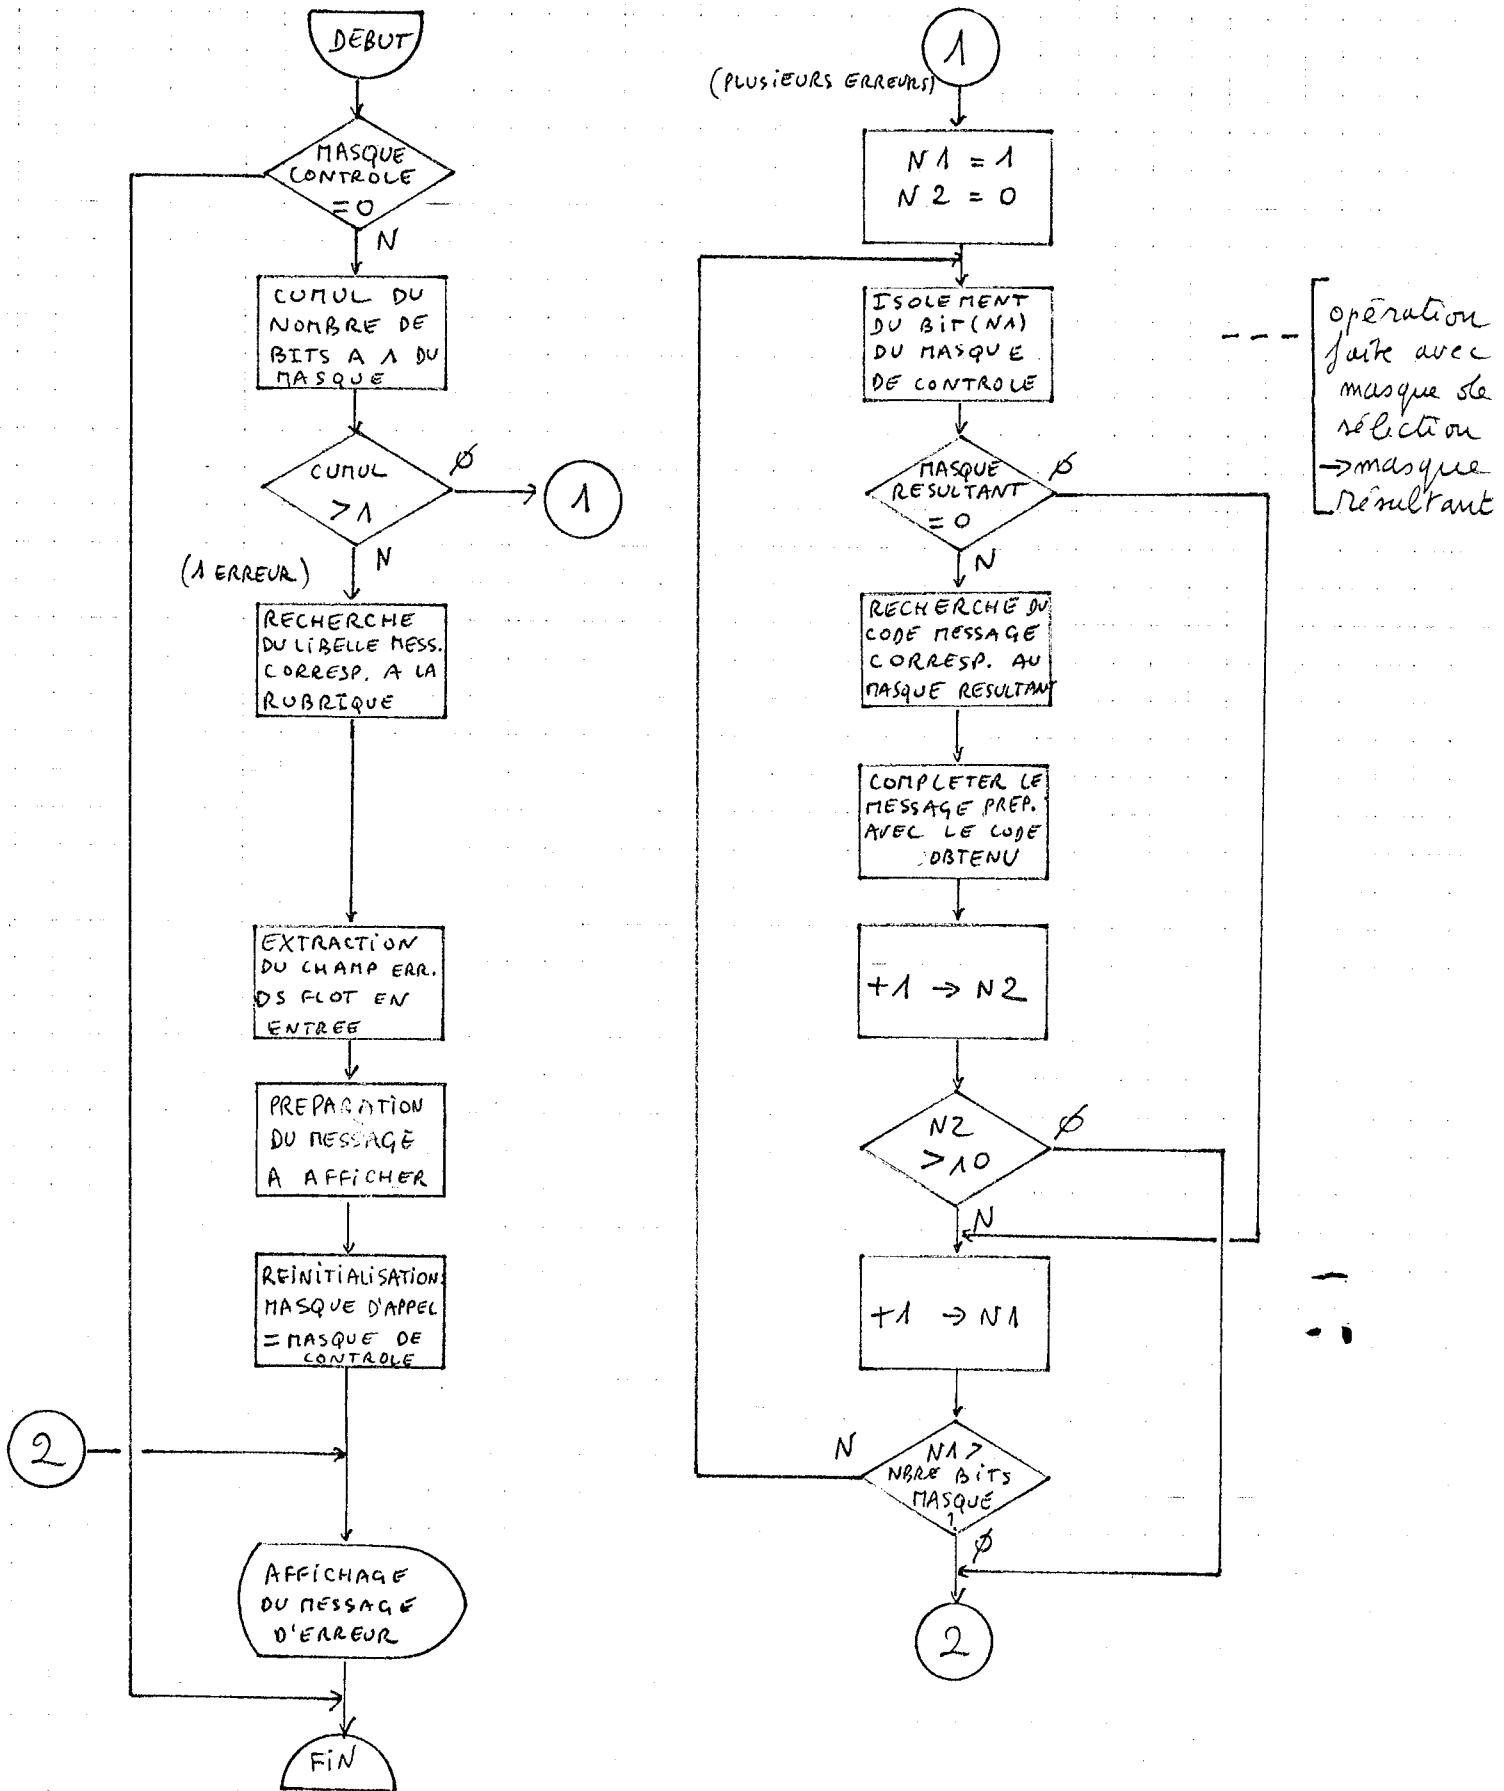 DEBUT
MASQUE
CONTROLE
= 0
N
CUMUL DU
NOMBRE DE
BITS A 1 DU
MASQUE
CUMUL
> 1
Ø
1
N
(1 ERREUR)
RECHERCHE
DU LIBELLE MESS.
CORRESP. A LA
RUBRIQUE
EXTRACTION
DU CHAMP ERR.
DS FLOT EN
ENTREE
PREPARATION
DU MESSAGE
A AFFICHER
REINITIALISATION
MASQUE D'APPEL
= MASQUE DE
CONTROLE
2
AFFICHAGE
DU MESSAGE
D'ERREUR
FIN
1
(PLUSIEURS ERREURS)
N1 = 1
N2 = 0
ISOLEMENT
DU BIT (N1)
DU MASQUE
DE CONTROLE
opération
faite avec
masque de
sélection
→ masque
résultant
MASQUE
RESULTANT
= 0
Ø
N
RECHERCHE DU
CODE MESSAGE
CORRESP. AU
MASQUE RESULTANT
COMPLETER LE
MESSAGE PREP.
AVEC LE CODE
OBTENU
+1 → N2
N2
> 10
Ø
N
+1 → N1
N
N1 >
NBRE BITS
MASQUE
?
Ø
2